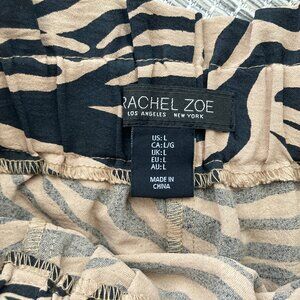 RACHEL ZOE
LOS ANGELES NEW YORK
US:L
CA:L/G
UK:L
EU:L
AU:L
MADE IN
CHINA